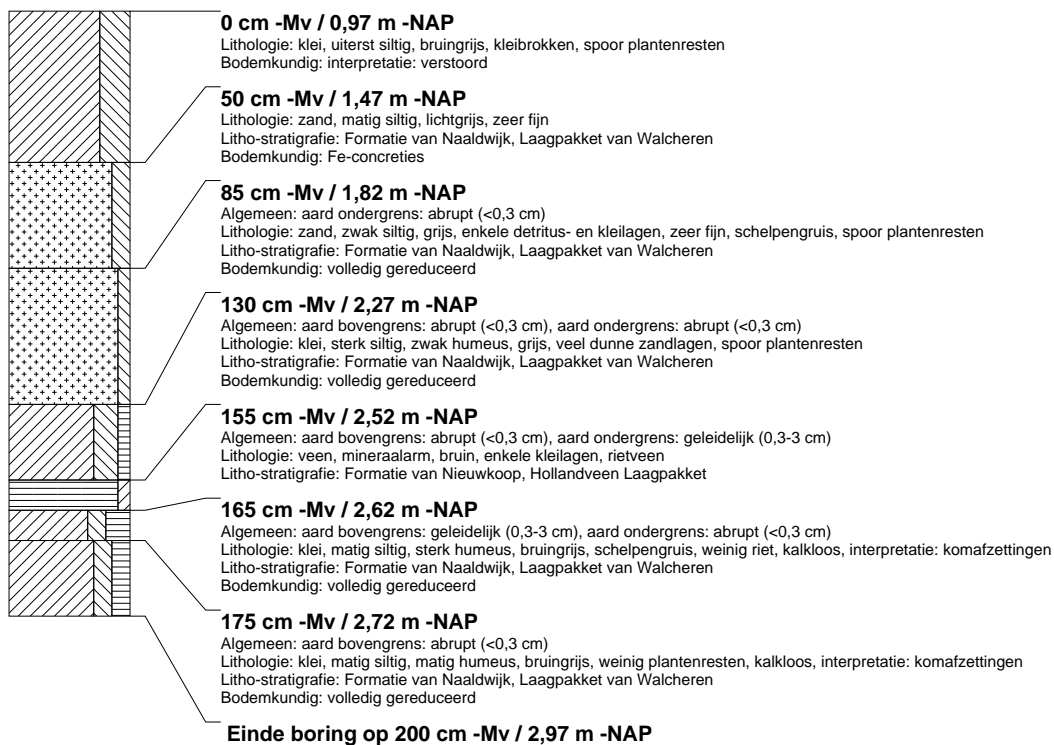 0 cm -Mv / 0,97 m -NAP
Lithologie: klei, uiterst siltig, bruingrijs, kleibrokken, spoor plantenresten
Bodemkundig: interpretatie: verstoord
50 cm -Mv / 1,47 m -NAP
Lithologie: zand, matig siltig, lichtgrijs, zeer fijn
Litho-stratigrafie: Formatie van Naaldwijk, Laagpakket van Walcheren
Bodemkundig: Fe-concreties
85 cm -Mv / 1,82 m -NAP
Algemeen: aard ondergrens: abrupt (<0,3 cm)
Lithologie: zand, zwak siltig, grijs, enkele detritus- en kleilagen, zeer fijn, schelpengruis, spoor plantenresten
Litho-stratigrafie: Formatie van Naaldwijk, Laagpakket van Walcheren
Bodemkundig: volledig gereduceerd
130 cm -Mv / 2,27 m -NAP
Algemeen: aard bovengrens: abrupt (<0,3 cm), aard ondergrens: abrupt (<0,3 cm)
Lithologie: klei, sterk siltig, zwak humeus, grijs, veel dunne zandlagen, spoor plantenresten
Litho-stratigrafie: Formatie van Naaldwijk, Laagpakket van Walcheren
Bodemkundig: volledig gereduceerd
155 cm -Mv / 2,52 m -NAP
Algemeen: aard bovengrens: abrupt (<0,3 cm), aard ondergrens: geleidelijk (0,3-3 cm)
Lithologie: veen, mineraalarm, bruin, enkele kleilagen, rietveen
Litho-stratigrafie: Formatie van Nieuwkoop, Hollandveen Laagpakket
165 cm -Mv / 2,62 m -NAP
Algemeen: aard bovengrens: geleidelijk (0,3-3 cm), aard ondergrens: abrupt (<0,3 cm)
Lithologie: klei, matig siltig, sterk humeus, bruingrijs, schelpengruis, weinig riet, kalkloos, interpretatie: komafzettingen
Litho-stratigrafie: Formatie van Naaldwijk, Laagpakket van Walcheren
Bodemkundig: volledig gereduceerd
175 cm -Mv / 2,72 m -NAP
Algemeen: aard bovengrens: abrupt (<0,3 cm)
Lithologie: klei, matig siltig, matig humeus, bruingrijs, weinig plantenresten, kalkloos, interpretatie: komafzettingen
Litho-stratigrafie: Formatie van Naaldwijk, Laagpakket van Walcheren
Bodemkundig: volledig gereduceerd
Einde boring op 200 cm -Mv / 2,97 m -NAP